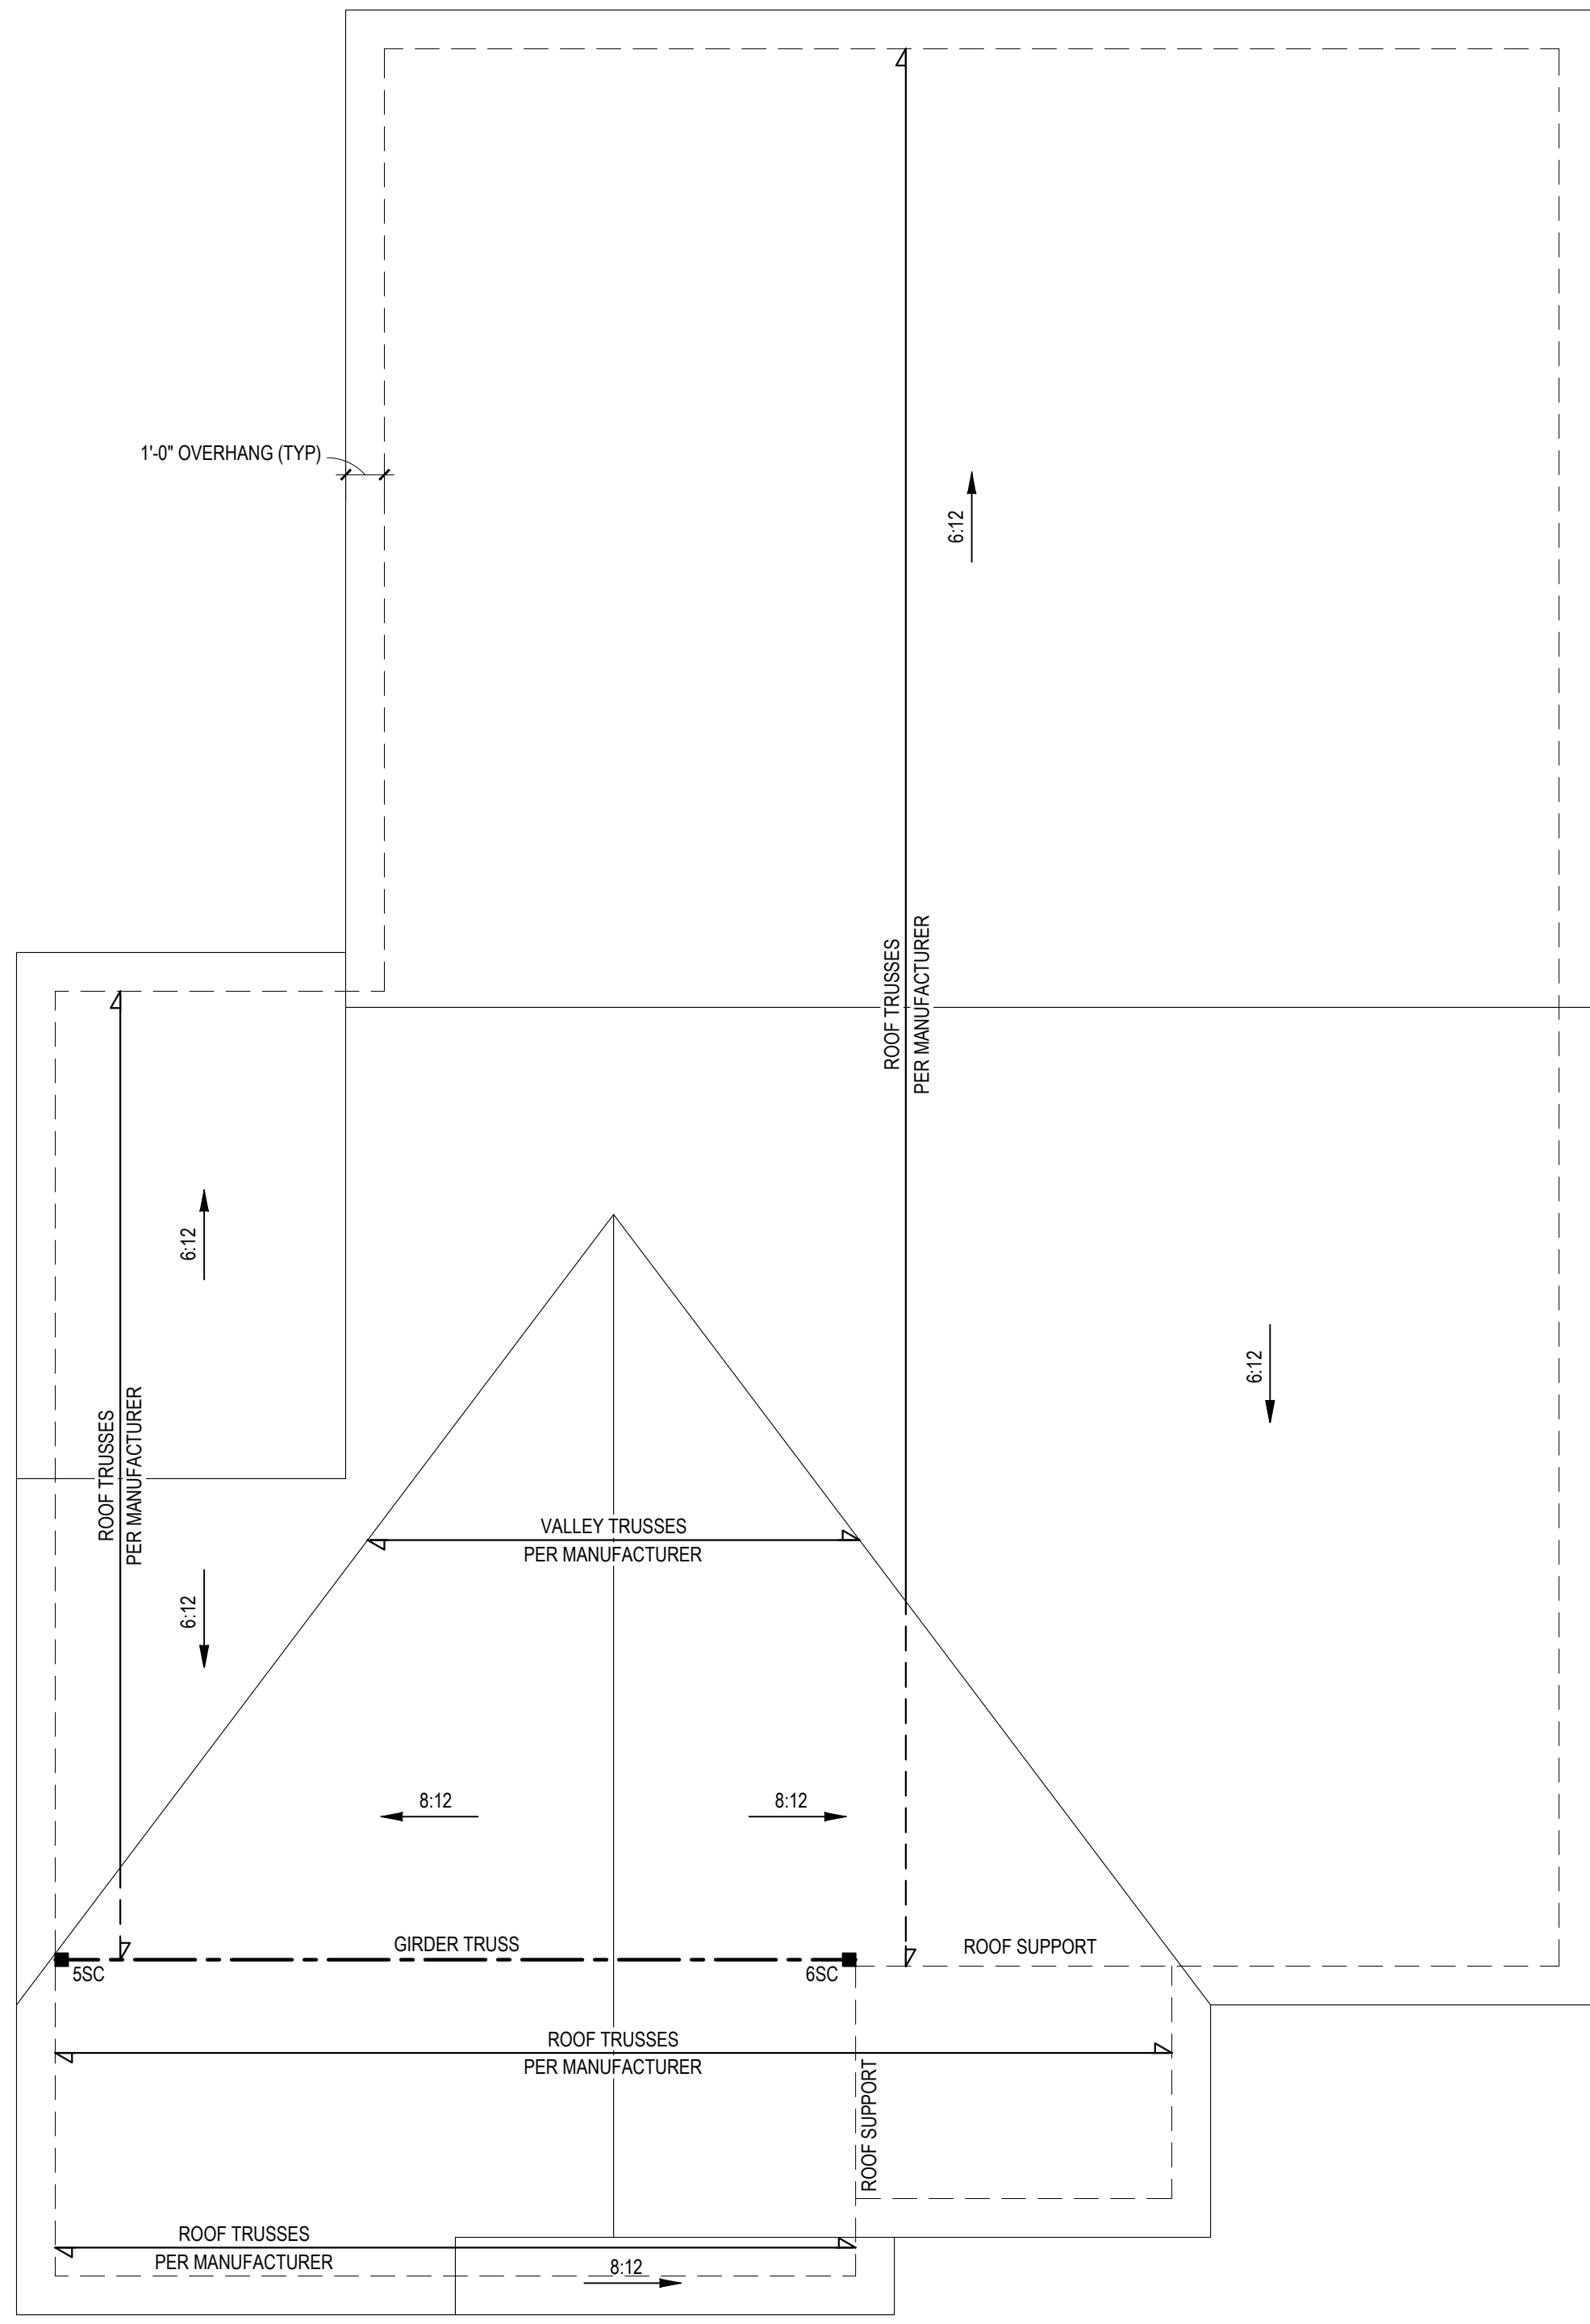 1'-0" OVERHANG (TYP)
6:12
ROOF TRUSSES
PER MANUFACTURER
6:12
6:12
ROOF TRUSSES
PER MANUFACTURER
VALLEY TRUSSES
PER MANUFACTURER
6:12
8:12
8:12
GIRDER TRUSS
ROOF SUPPORT
5SC
6SC
ROOF TRUSSES
PER MANUFACTURER
ROOF SUPPORT
ROOF TRUSSES
PER MANUFACTURER
8:12